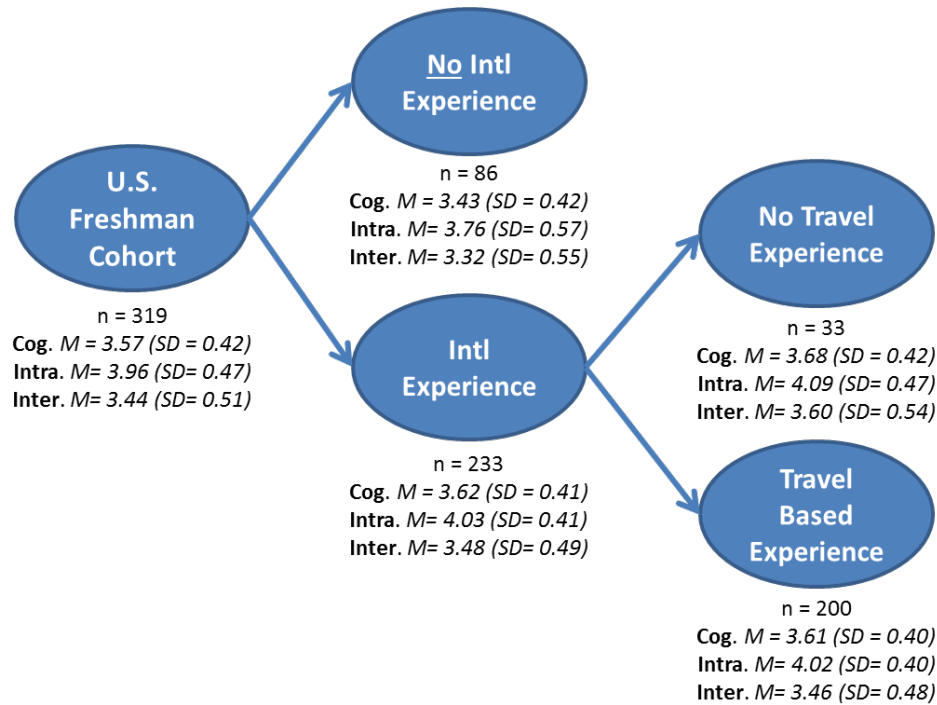 U.S.
Freshman
Cohort
n = 319
Cog. M = 3.57 (SD = 0.42)
Intra. M= 3.96 (SD= 0.47)
Inter. M= 3.44 (SD= 0.51)
No Intl
Experience
n = 86
Cog. M = 3.43 (SD = 0.42)
Intra. M= 3.76 (SD= 0.57)
Inter. M= 3.32 (SD= 0.55)
Intl
Experience
n = 233
Cog. M = 3.62 (SD = 0.41)
Intra. M= 4.03 (SD= 0.41)
Inter. M= 3.48 (SD= 0.49)
No Travel
Experience
n = 33
Cog. M = 3.68 (SD = 0.42)
Intra. M= 4.09 (SD= 0.47)
Inter. M= 3.60 (SD= 0.54)
Travel
Based
Experience
n = 200
Cog. M = 3.61 (SD = 0.40)
Intra. M= 4.02 (SD= 0.40)
Inter. M= 3.46 (SD= 0.48)